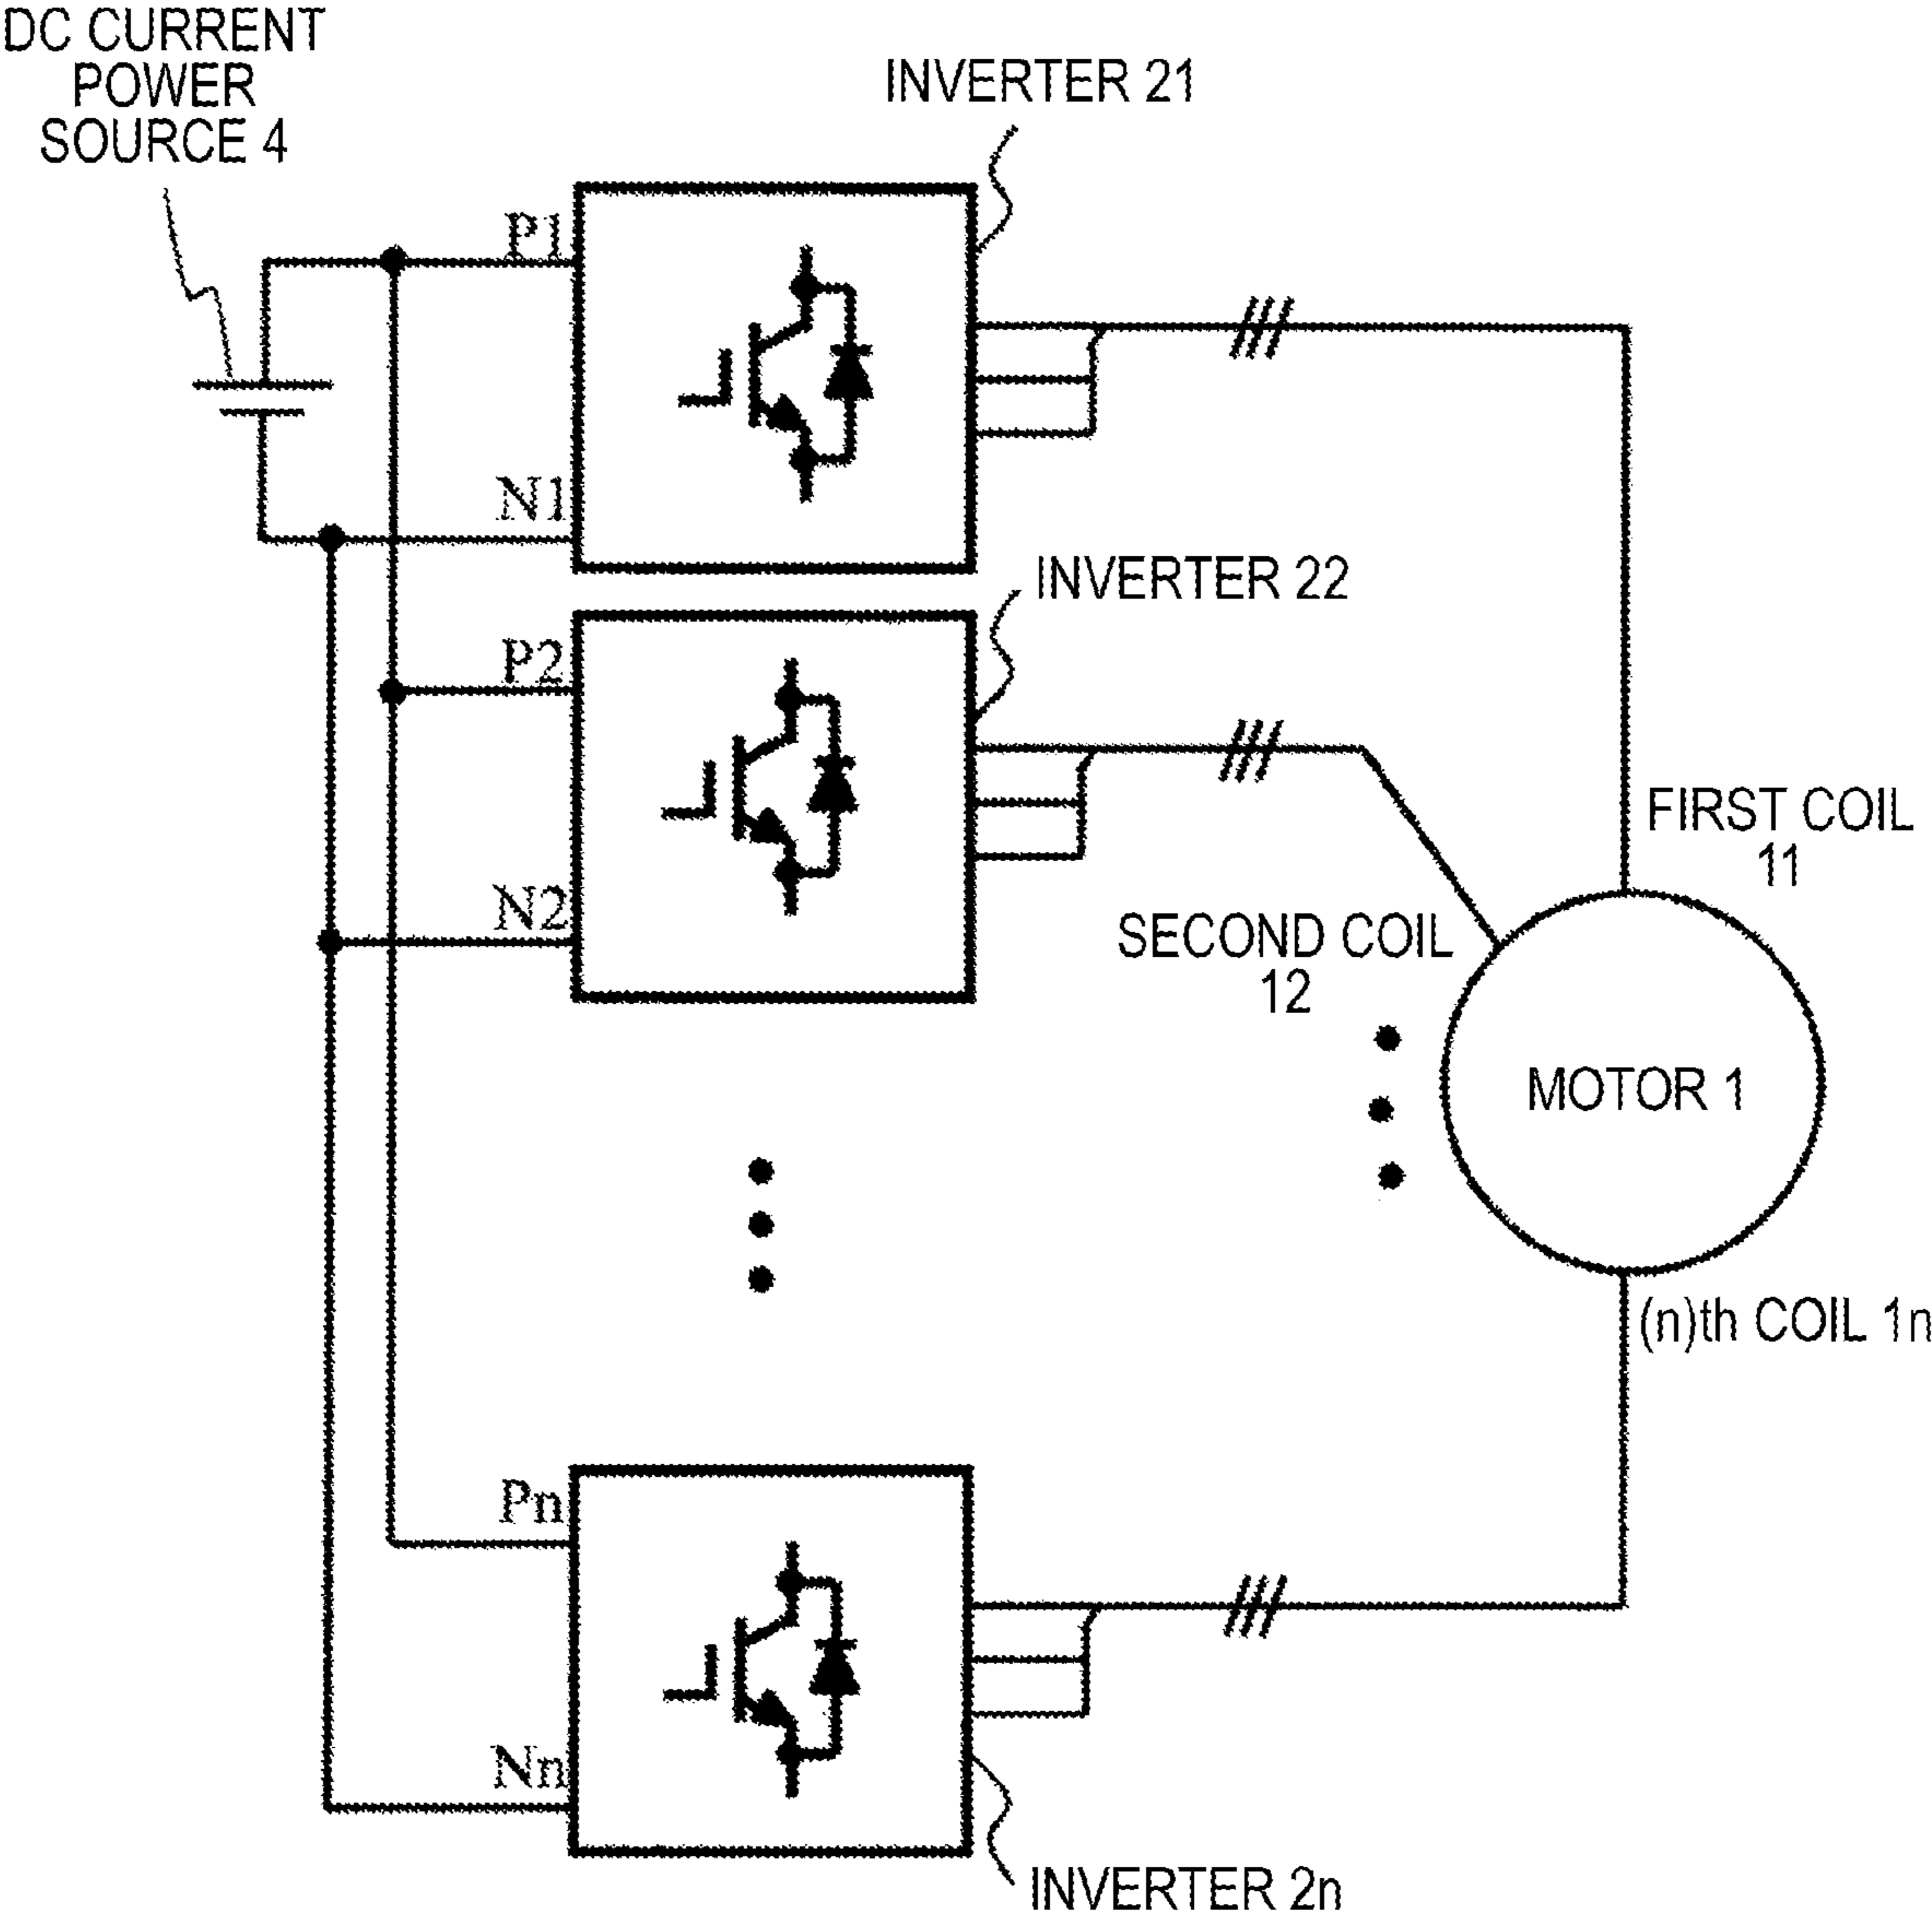 DC CURRENT
POWER
SOURCE 4
INVERTER 21
P1
N1
INVERTER 22
P2
N2
FIRST COIL
11
SECOND COIL
12
MOTOR 1
(n)th COIL 1n
Pn
Nn
INVERTER 2n